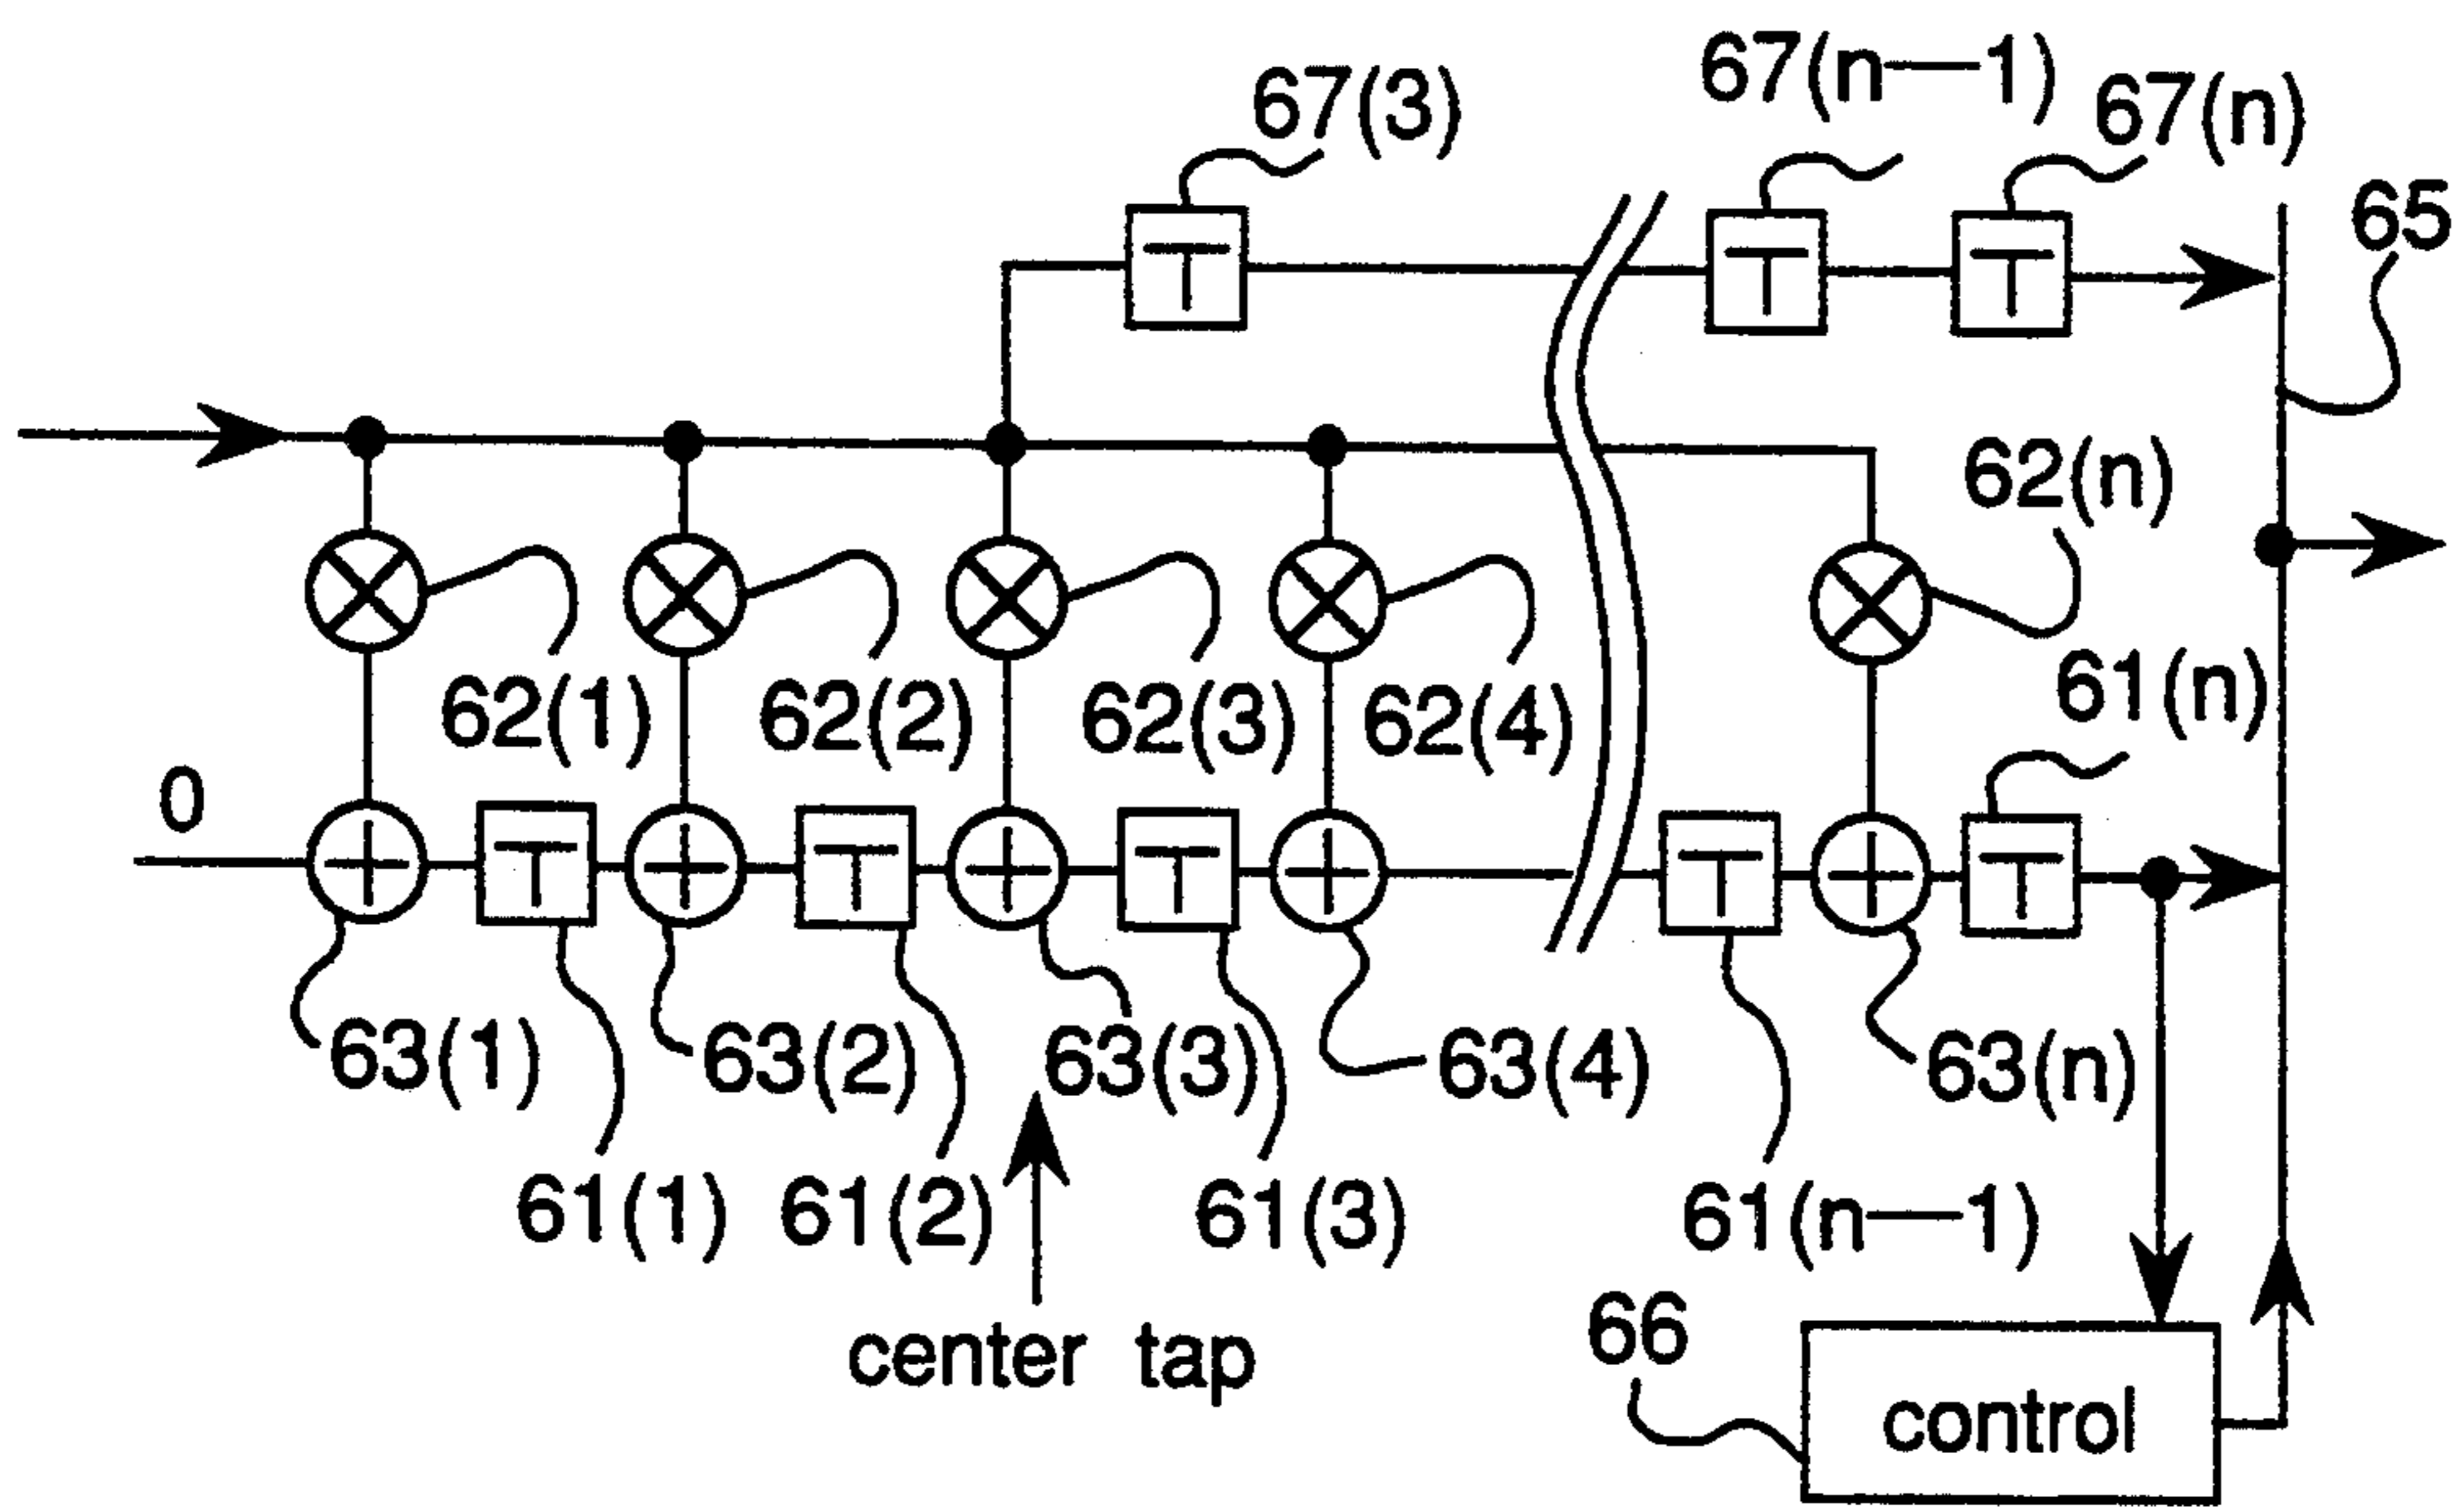 67(3)
67(n—1)
67(n)
65
T
T
T
62(n)
61(n)
62(1)
62(2)
62(3)
62(4)
0
T
T
T
T
T
63(1)
63(2)
63(3)
63(4)
63(n)
61(1)
61(2)
61(3)
61(n—1)
center tap
66
control